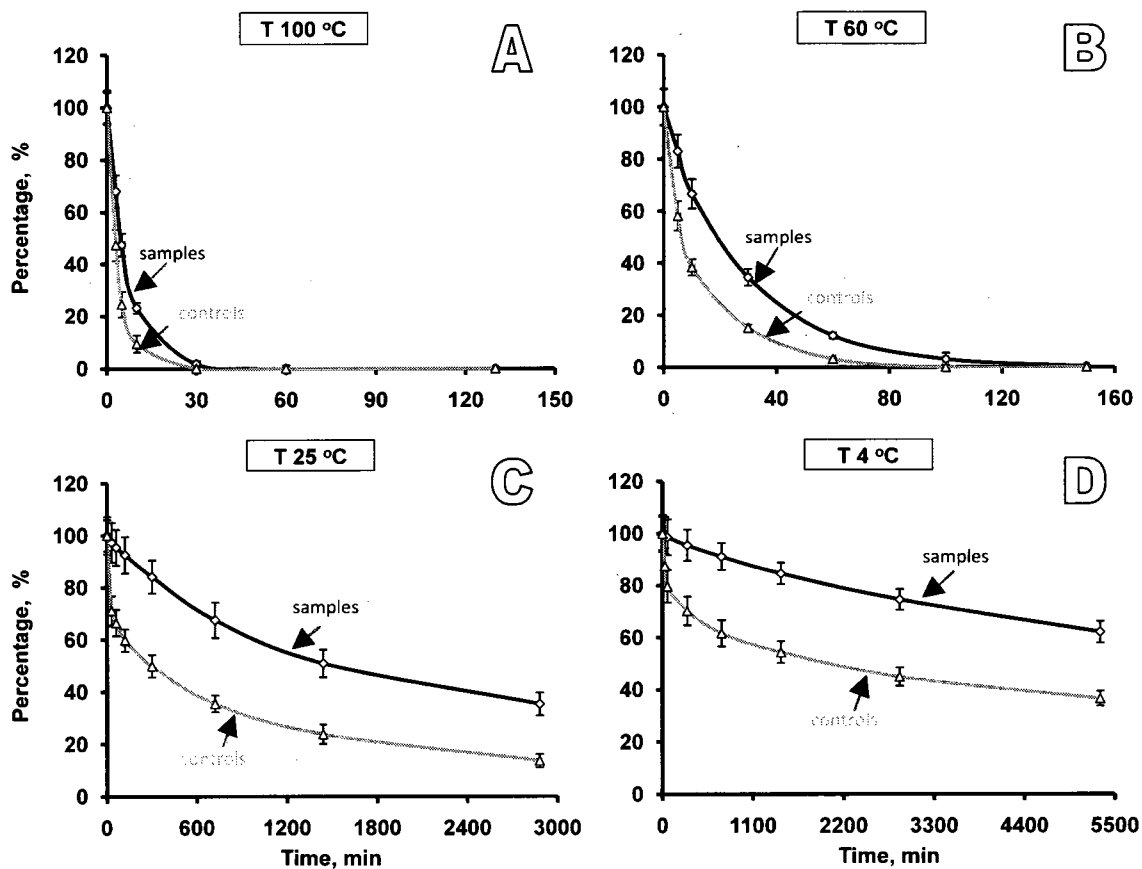 T 100 °C
A
120
100
80
60
40
20
0
Percentage, %
samples
controls
0 30 60 90 120 150
T 60 °C
B
120
100
80
60
40
20
0
samples
controls
0 40 80 120 160
T 25 °C
C
120
100
80
60
40
20
0
Percentage, %
samples
controls
0 600 1200 1800 2400 3000
Time, min
T 4 °C
D
120
100
80
60
40
20
0
samples
controls
0 1100 2200 3300 4400 5500
Time, min